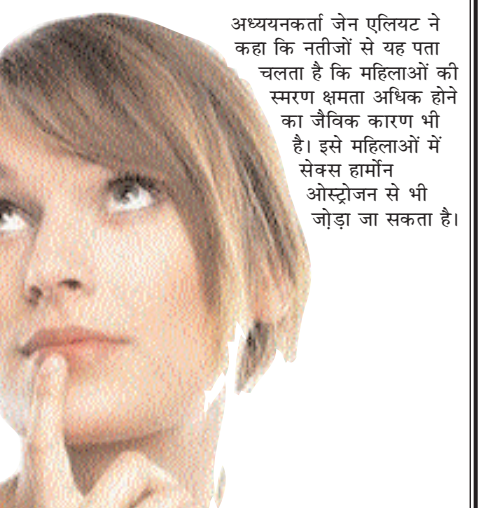 अध्ययनकर्ता जेन एलियट ने
कहा कि नतीजों से यह पता
चलता है कि महिलाओं की
स्मरण क्षमता अधिक होने
का जैविक कारण भी
है। इसे महिलाओं में
सेक्स हार्मोन
ओस्ट्रोजन से भी
जोड़ा जा सकता है।